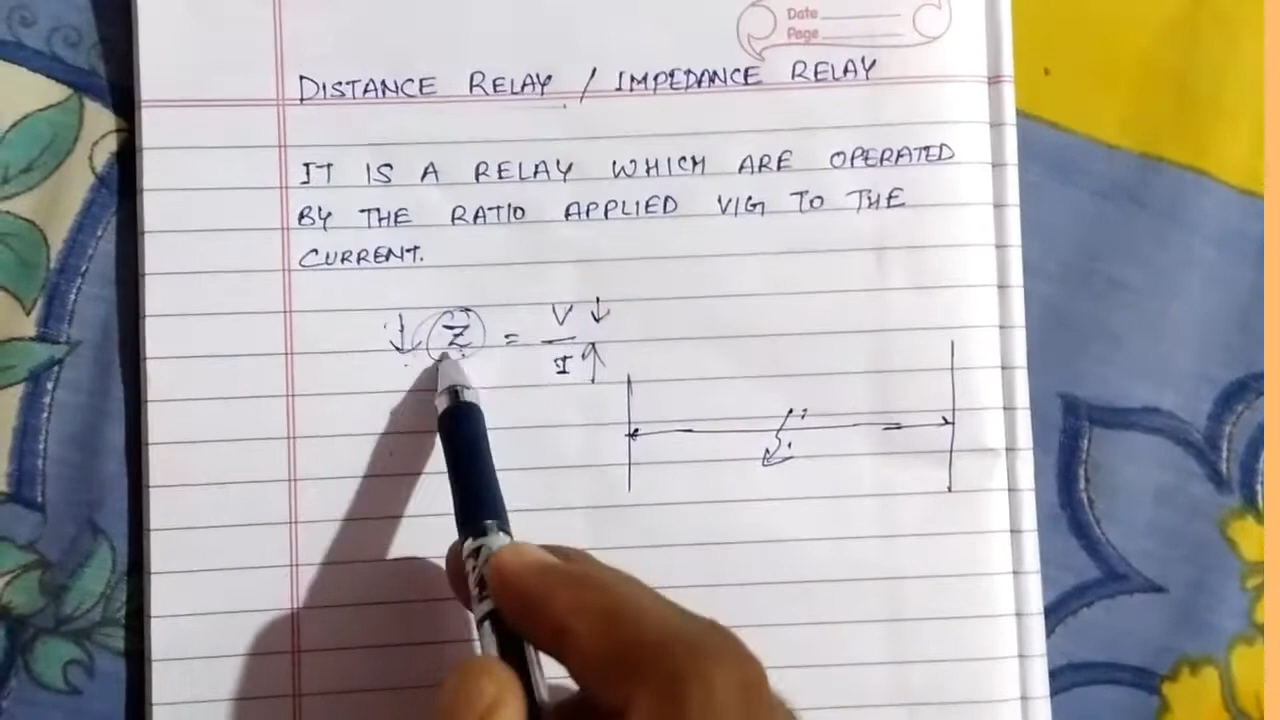 Date
Page
DISTANCE RELAY / IMPEDANCE RELAY
IT IS A RELAY WHICH ARE OPERATED
BY THE RATIO APPLIED V/G TO THE
CURRENT.
↓ Z = V ↓
I ↑